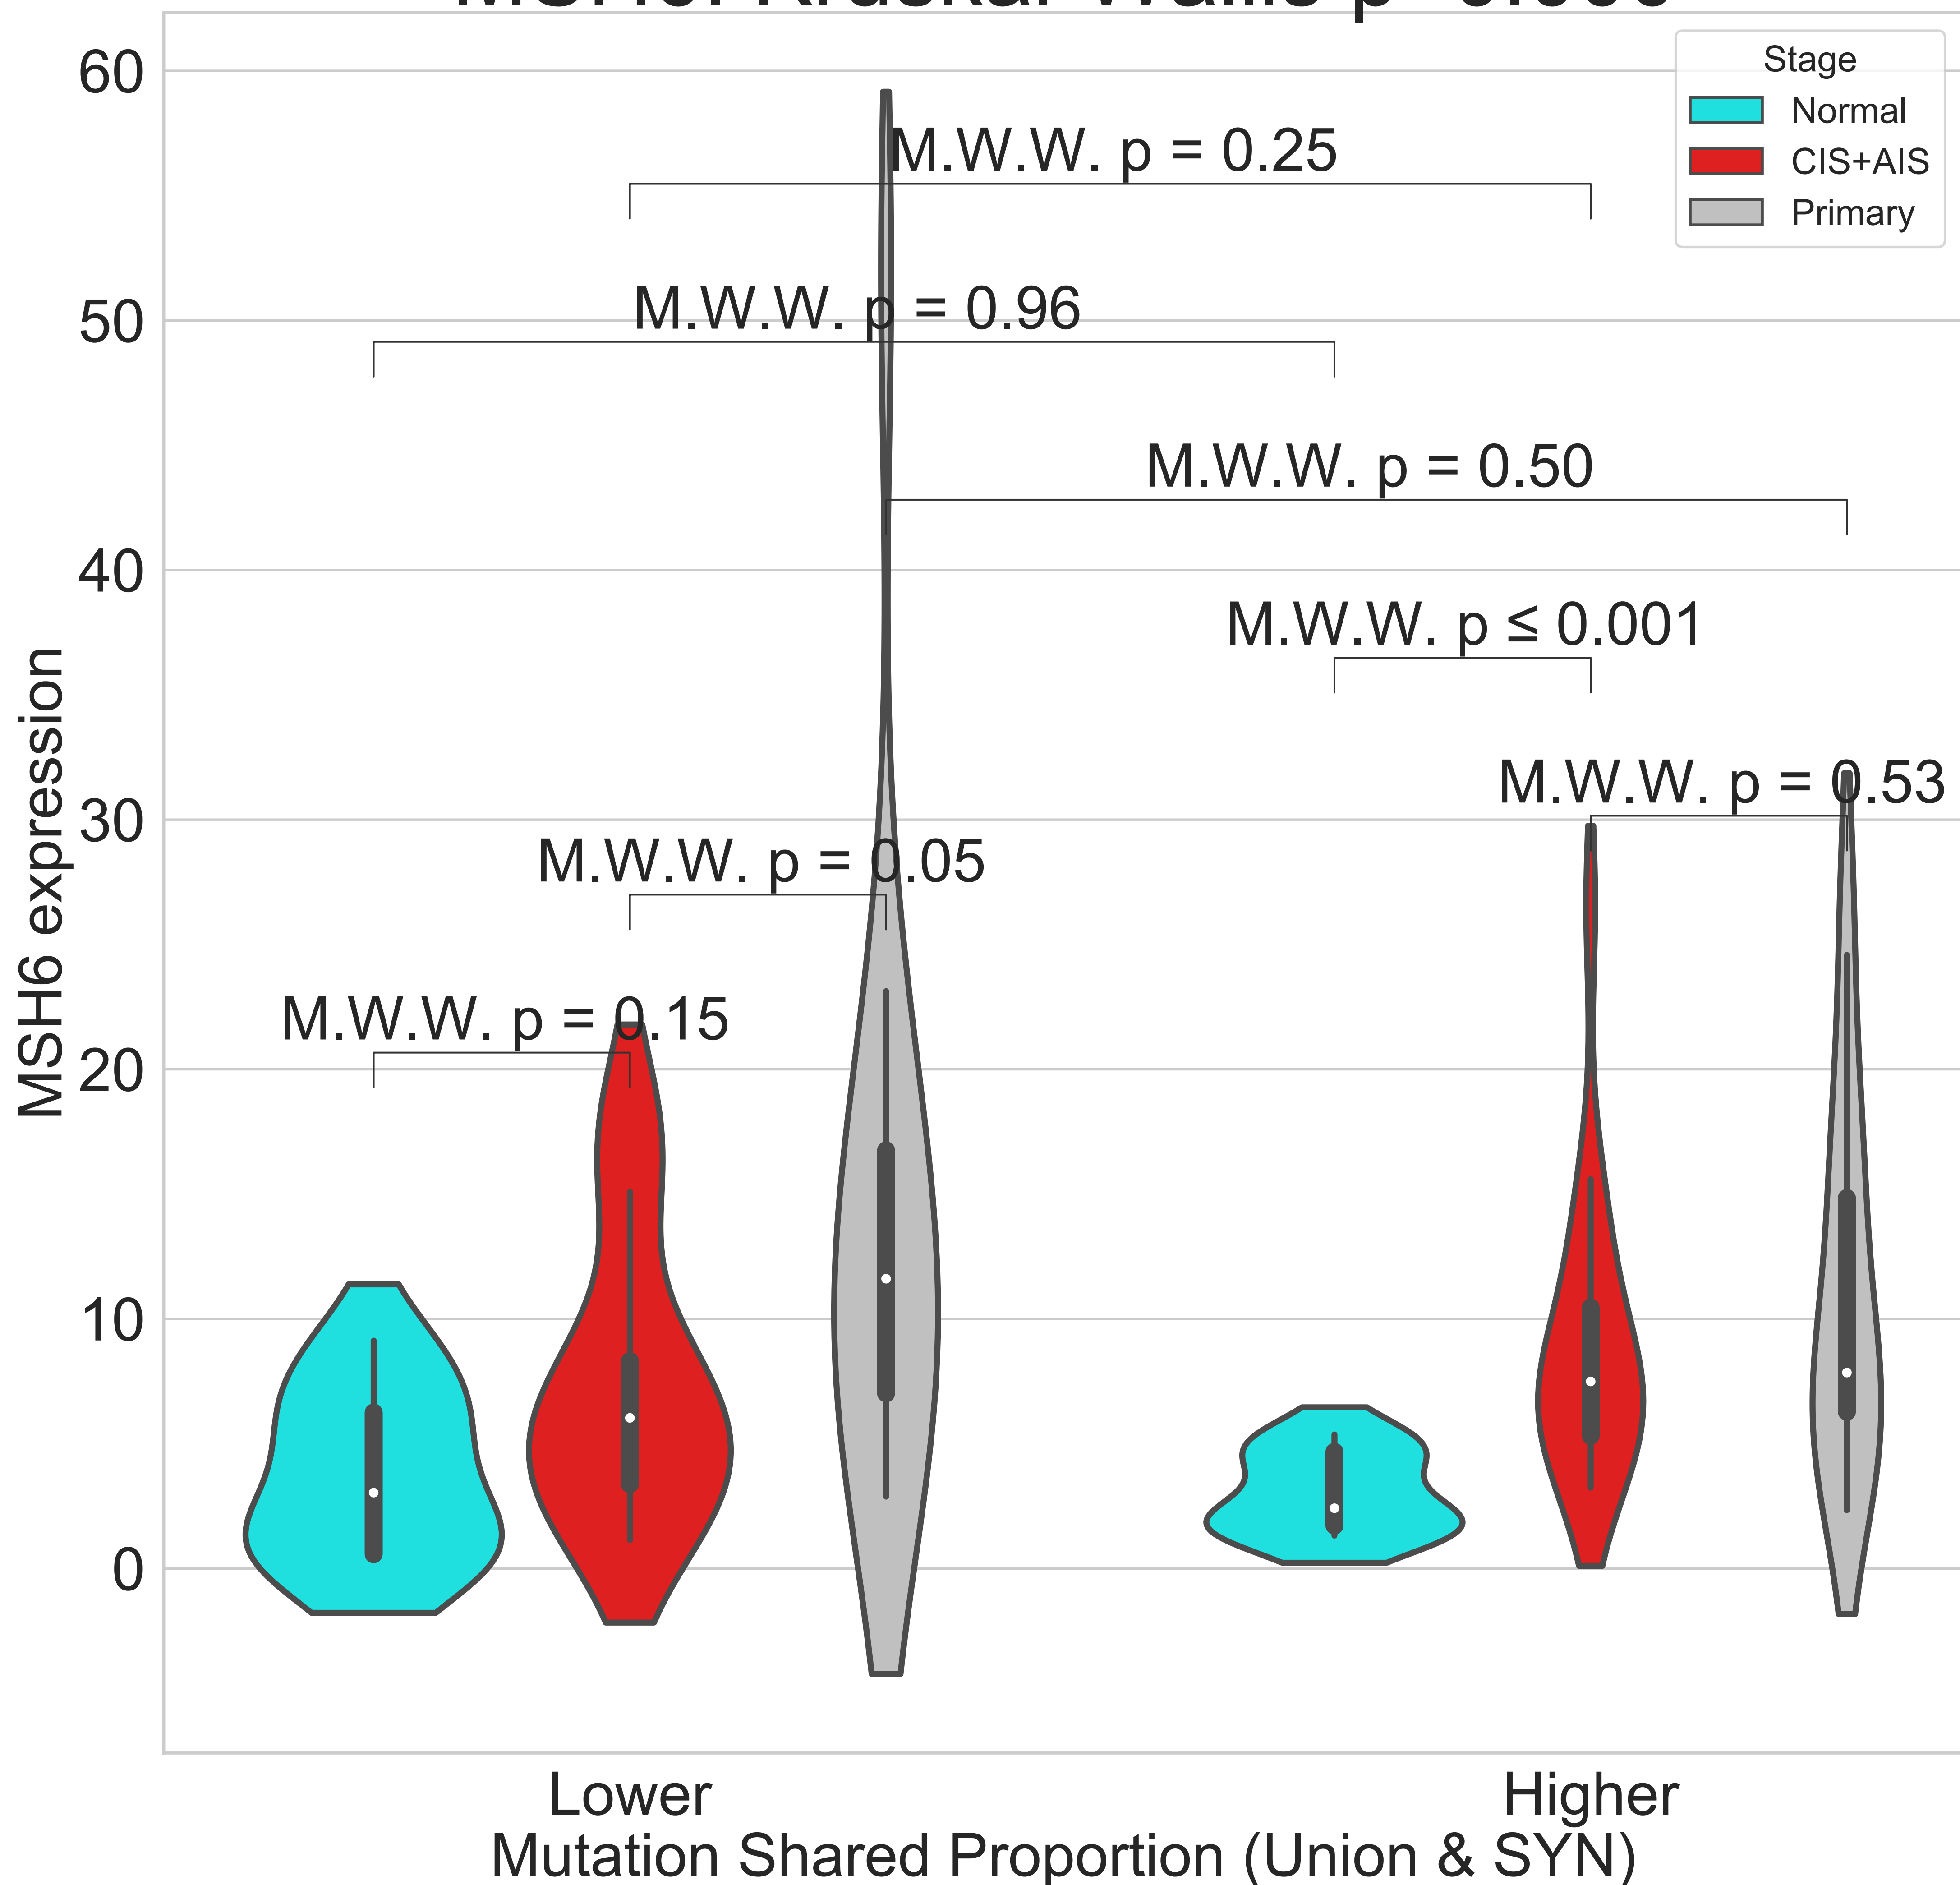 60
50
40
30
20
10
0
MSH6 expression
Stage
Normal
CIS+AIS
Primary
M.W.W. p = 0.25
M.W.W. p = 0.96
M.W.W. p = 0.50
M.W.W. p ≤ 0.001
M.W.W. p = 0.53
M.W.W. p = 0.05
M.W.W. p = 0.15
Lower
Higher
Mutation Shared Proportion (Union & SYN)